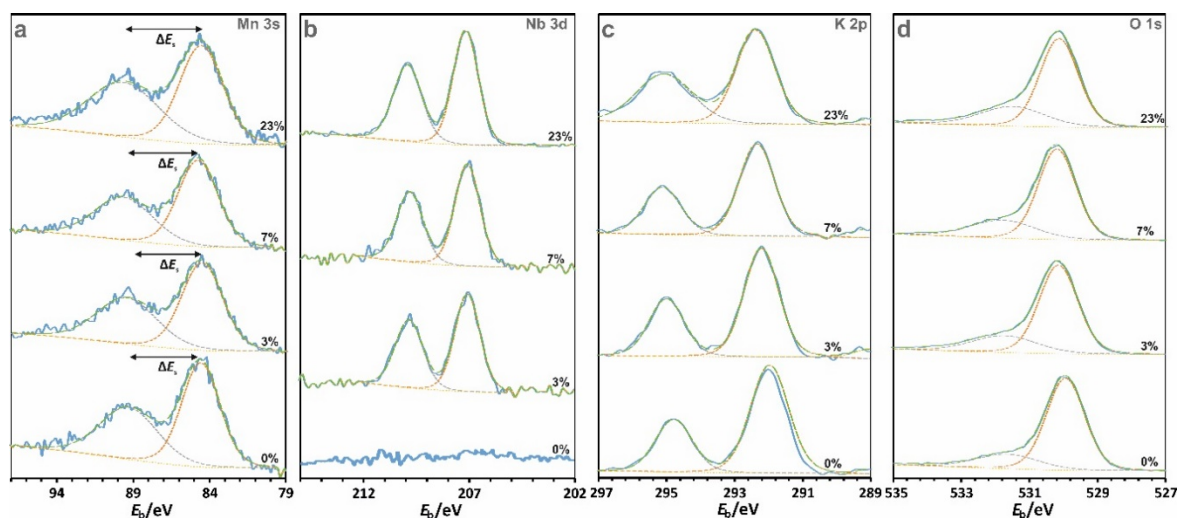 a Mn 3s
ΔEs
23%
ΔEs
7%
ΔEs
3%
ΔEs
0%
94 89 84 79
Eb/eV
b Nb 3d
23%
7%
3%
0%
212 207 202
Eb/eV
c K 2p
23%
7%
3%
0%
297 295 293 291 289
Eb/eV
d O 1s
23%
7%
3%
0%
535 533 531 529 527
Eb/eV